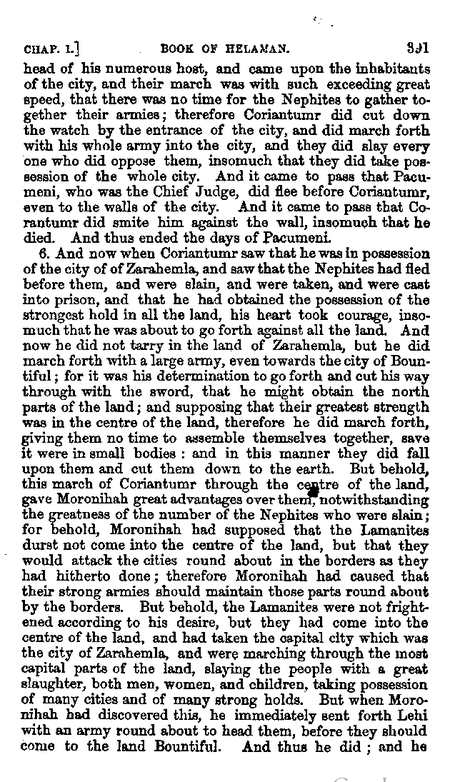 CHAP. I.] BOOK OF HELAMAN. 391
head of his numerous host, and came upon the inhabitants
of the city, and their march was with such exceeding great
speed, that there was no time for the Nephites to gather to-
gether their armies; therefore Coriantumr did cut down
the watch by the entrance of the city, and did march forth
with his whole army into the city, and they did slay every
one who did oppose them, insomuch that they did take pos-
session of the whole city. And it came to pass that Pacu-
meni, who was the Chief Judge, did flee before Coriantumr,
even to the walls of the city. And it came to pass that Co-
rantumr did smite him against the wall, insomuch that he
died. And thus ended the days of Pacumeni.
6. And now when Coriantumr saw that he was in possession
of the city of of Zarahemla, and saw that the Nephites had fled
before them, and were slain, and were taken, and were cast
into prison, and that he had obtained the possession of the
strongest hold in all the land, his heart took courage, inso-
much that he was about to go forth against all the land. And
now he did not tarry in the land of Zarahemla, but he did
march forth with a large army, even towards the city of Boun-
tiful; for it was his determination to go forth and cut his way
through with the sword, that he might obtain the north
parts of the land; and supposing that their greatest strength
was in the centre of the land, therefore he did march forth,
giving them no time to assemble themselves together, save
it were in small bodies: and in this manner they did fall
upon them and cut them down to the earth. But behold,
this march of Coriantumr through the centre of the land,
gave Moronihah great advantages over them, notwithstanding
the greatness of the number of the Nephites who were slain;
for behold, Moronihah had supposed that the Lamanites
durst not come into the centre of the land, but that they
would attack the cities round about in the borders as they
had hitherto done; therefore Moronihah had caused that
their strong armies should maintain those parts round about
by the borders. But behold, the Lamanites were not fright-
ened according to his desire, but they had come into the
centre of the land, and had taken the capital city which was
the city of Zarahemla, and were marching through the most
capital parts of the land, slaying the people with a great
slaughter, both men, women, and children, taking possession
of many cities and of many strong holds. But when Moro-
nihah had discovered this, he immediately sent forth Lehi
with an army round about to head them, before they should
come to the land Bountiful. And thus he did; and he